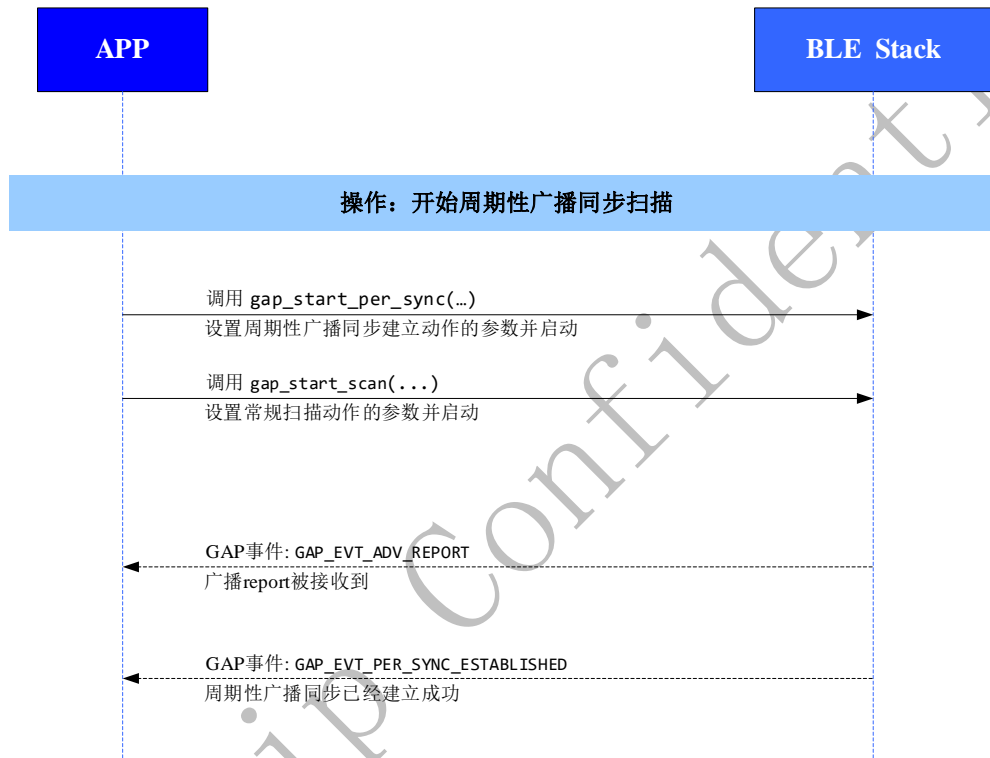 APP
BLE Stack
操作：开始周期性广播同步扫描
调用 gap_start_per_sync(…)
设置周期性广播同步建立动作的参数并启动
调用 gap_start_scan(...)
设置常规扫描动作的参数并启动
GAP事件: GAP_EVT_ADV_REPORT
广播report被接收到
GAP事件: GAP_EVT_PER_SYNC_ESTABLISHED
周期性广播同步已经建立成功